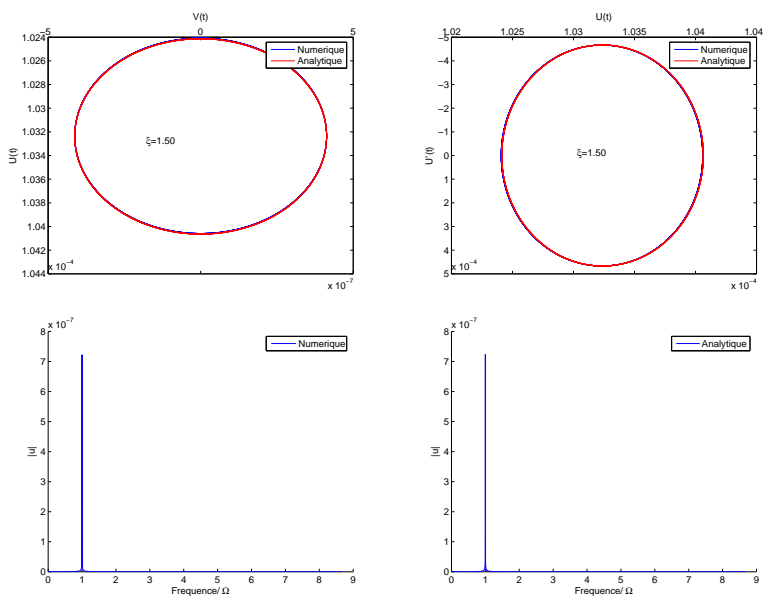 V(t)
−5 0 5
1.024
1.026
1.028
1.03
1.032
1.034
1.036
1.038
1.04
1.042
1.044
U(t)
Numerique
Analytique
ξ=1.50
x 10⁻⁴
x 10⁻⁷
U(t)
1.02 1.025 1.03 1.035 1.04 1.04
−5
−4
−3
−2
−1
0
1
2
3
4
5
U'(t)
Numerique
Analytique
ξ=1.50
x 10⁻⁴
x 10⁻⁴
x 10⁻⁷
8
7
6
5
4
3
2
1
0
|u|
Numerique
0 1 2 3 4 5 6 7 8 9
Frequence/ Ω
x 10⁻⁷
8
7
6
5
4
3
2
1
0
|u|
Analytique
0 1 2 3 4 5 6 7 8 9
Frequence/ Ω